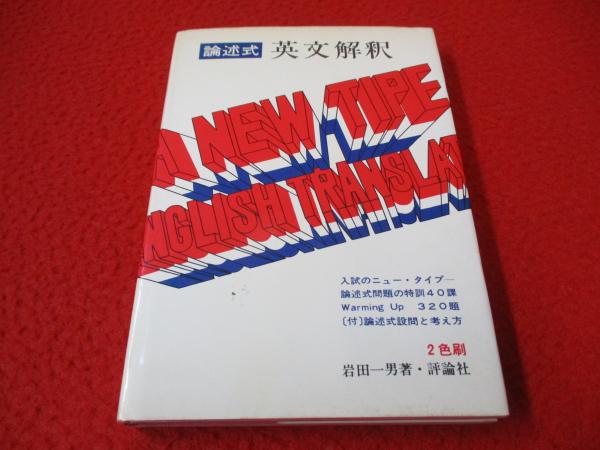 論述式 英文解釈
A NEW TIPE
ENGLISH TRANSLAT
入試のニュー・タイプ―
論述式問題の特訓40課
Warming Up 320題
〔付〕論述式設問と考え方
2色刷
岩田一男著・評論社